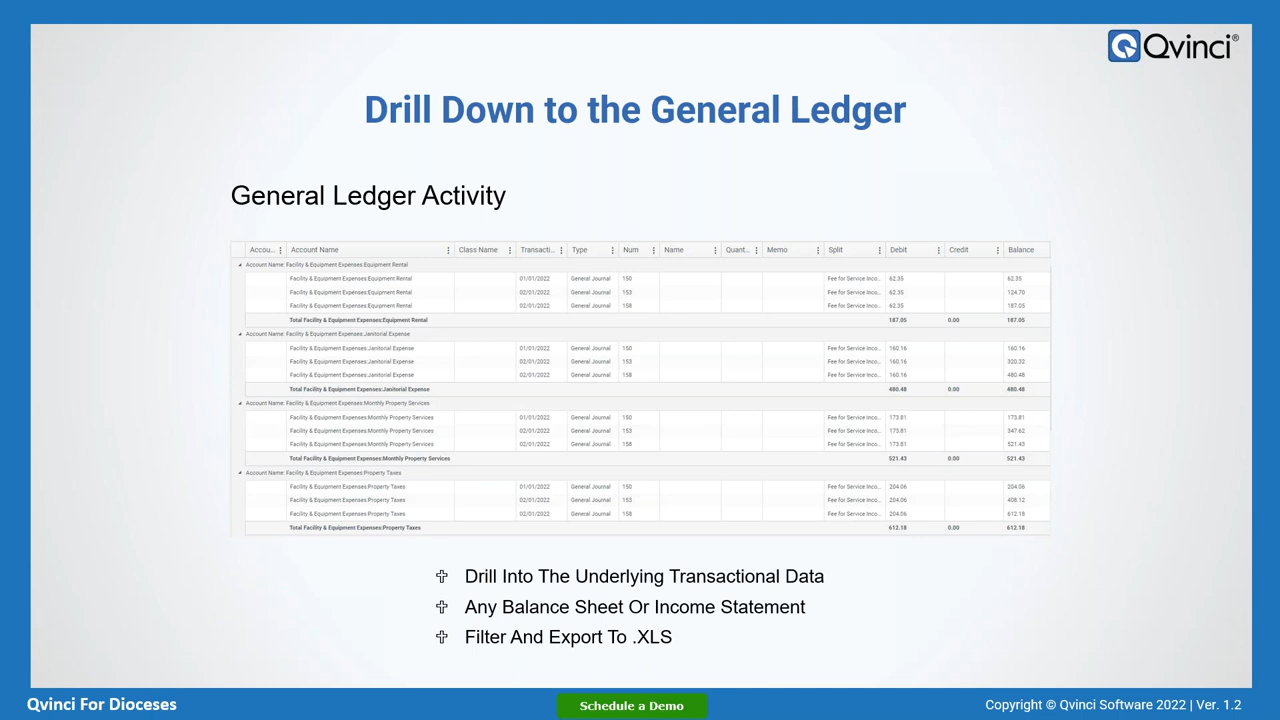 Qvinci®
Drill Down to the General Ledger
General Ledger Activity
Accou... Account Name Class Name Transacti... Type Num Name Quant... Memo Split Debit Credit Balance
Account Name: Facility & Equipment Expenses:Equipment Rental
Facility & Equipment Expenses:Equipment Rental 01/01/2022 General Journal 150 Fee for Service Inco... 62.35 62.35
Facility & Equipment Expenses:Equipment Rental 02/01/2022 General Journal 153 Fee for Service Inco... 62.35 124.70
Facility & Equipment Expenses:Equipment Rental 02/01/2022 General Journal 158 Fee for Service Inco... 62.35 187.05
Total Facility & Equipment Expenses:Equipment Rental 187.05 0.00 187.05
Account Name: Facility & Equipment Expenses:Janitorial Expense
Facility & Equipment Expenses:Janitorial Expense 01/01/2022 General Journal 150 Fee for Service Inco... 160.16 160.16
Facility & Equipment Expenses:Janitorial Expense 02/01/2022 General Journal 153 Fee for Service Inco... 160.16 320.32
Facility & Equipment Expenses:Janitorial Expense 02/01/2022 General Journal 158 Fee for Service Inco... 160.16 480.48
Total Facility & Equipment Expenses:Janitorial Expense 480.48 0.00 480.48
Account Name: Facility & Equipment Expenses:Monthly Property Services
Facility & Equipment Expenses:Monthly Property Services 01/01/2022 General Journal 150 Fee for Service Inco... 173.81 173.81
Facility & Equipment Expenses:Monthly Property Services 02/01/2022 General Journal 153 Fee for Service Inco... 173.81 347.62
Facility & Equipment Expenses:Monthly Property Services 02/01/2022 General Journal 158 Fee for Service Inco... 173.81 521.43
Total Facility & Equipment Expenses:Monthly Property Services 521.43 0.00 521.43
Account Name: Facility & Equipment Expenses:Property Taxes
Facility & Equipment Expenses:Property Taxes 01/01/2022 General Journal 150 Fee for Service Inco... 204.06 204.06
Facility & Equipment Expenses:Property Taxes 02/01/2022 General Journal 153 Fee for Service Inco... 204.06 408.12
Facility & Equipment Expenses:Property Taxes 02/01/2022 General Journal 158 Fee for Service Inco... 204.06 612.18
Total Facility & Equipment Expenses:Property Taxes 612.18 0.00 612.18
Drill Into The Underlying Transactional Data
Any Balance Sheet Or Income Statement
Filter And Export To .XLS
Qvinci For Dioceses
Schedule a Demo
Copyright © Qvinci Software 2022 | Ver. 1.2